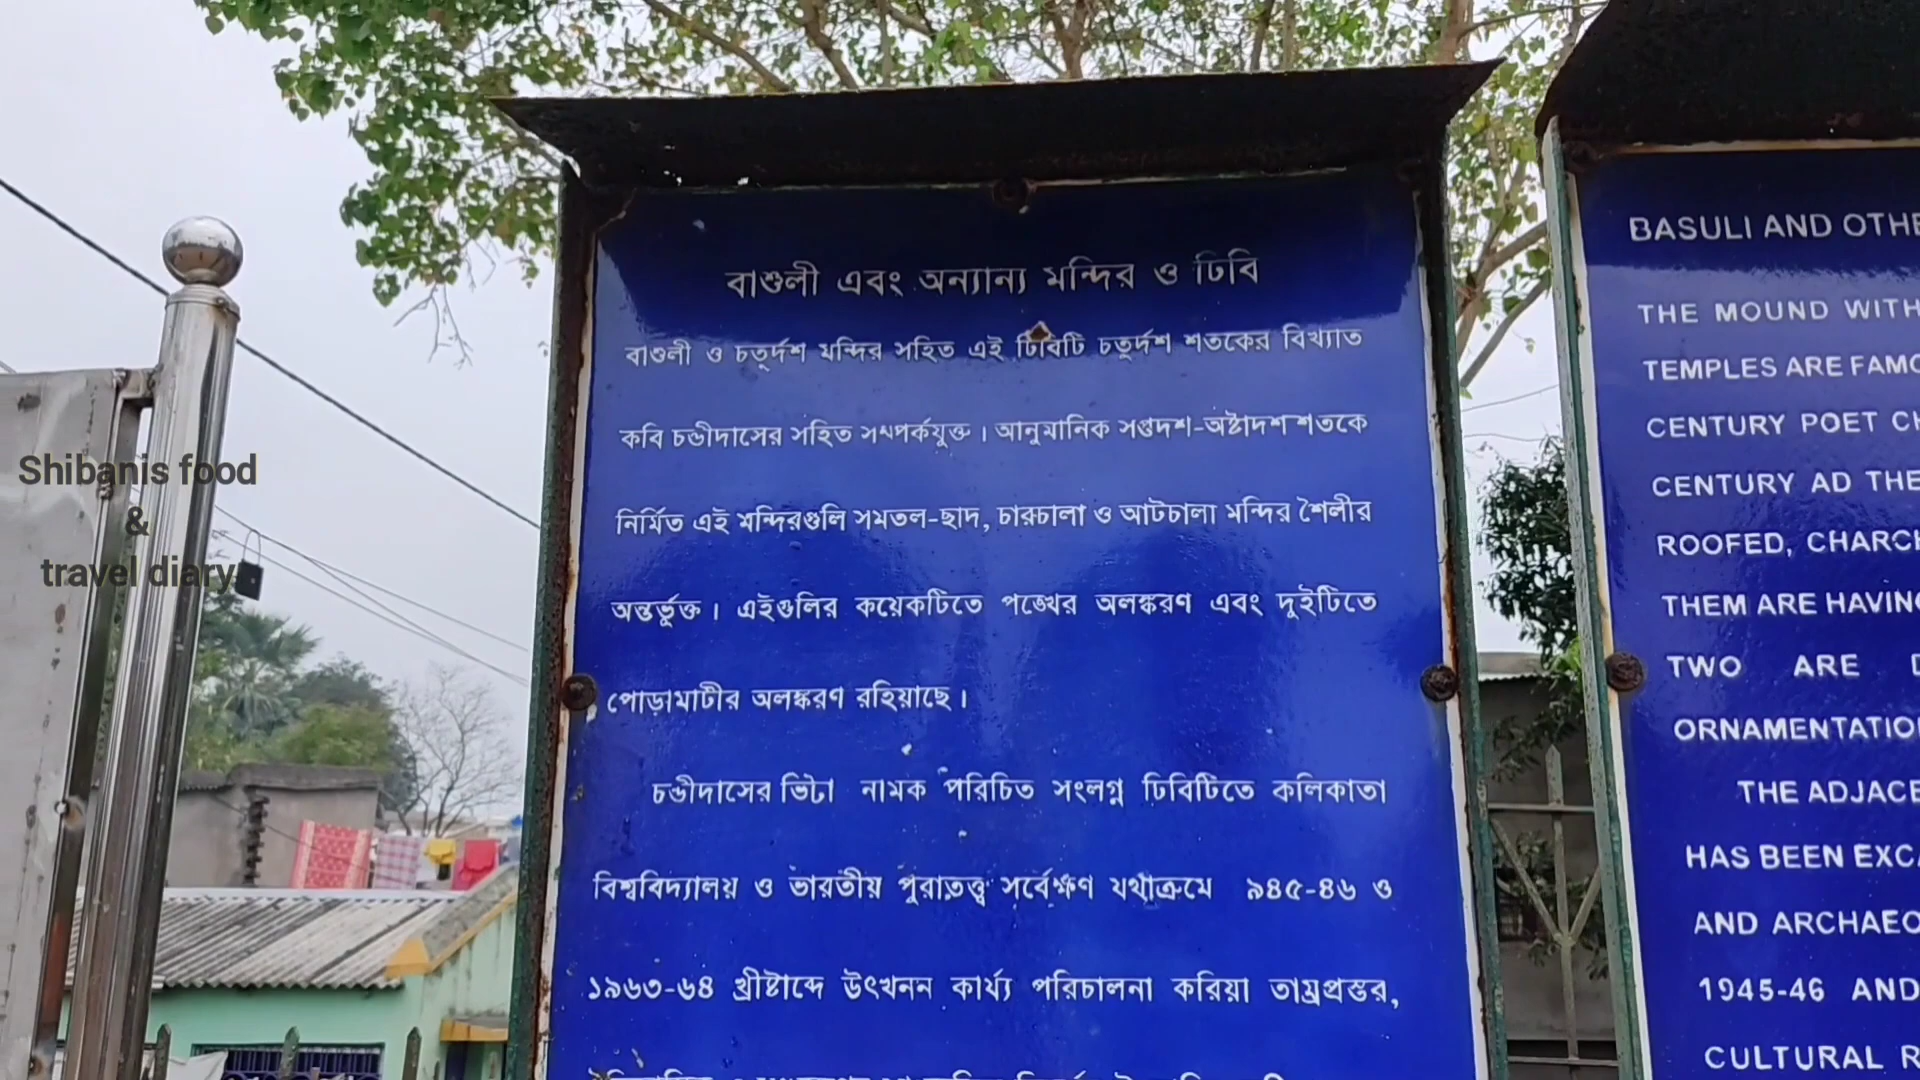 বাশুলী এবং অন্যান্য মন্দির ও ঢিবি
বাশুলী ও চতুর্দশ মন্দির সহিত এই ঢিবিটি চতুর্দশ শতকের বিখ্যাত
কবি চণ্ডীদাসের সহিত সম্পর্কযুক্ত। আনুমানিক সপ্তদশ-অষ্টাদশ শতকে
নির্মিত এই মন্দিরগুলি সমতল-ছাদ, চারচালা ও আটচালা মন্দির শৈলীর
অন্তর্ভূক্ত। এইগুলির কয়েকটিতে পঙ্খের অলঙ্করণ এবং দুইটিতে
পোড়ামাটীর অলঙ্করণ রহিয়াছে।
চণ্ডীদাসের ভিটা নামক পরিচিত সংলগ্ন ঢিবিটিতে কলিকাতা
বিশ্ববিদ্যালয় ও ভারতীয় পুরাতত্ত্ব সর্বেক্ষণ যথাক্রমে ৯৪৫-৪৬ ও
১৯৬৩-৬৪ খ্রীষ্টাব্দে উৎখনন কার্য্য পরিচালনা করিয়া তাম্রপ্রস্তর,
BASULI AND OTHE
THE MOUND WITH
TEMPLES ARE FAMO
CENTURY POET CH
CENTURY AD THE
ROOFED, CHARCH
THEM ARE HAVING
TWO ARE D
ORNAMENTATIO
THE ADJACE
HAS BEEN EXCA
AND ARCHAEO
1945-46 AND
CULTURAL R
Shibanis food
&
travel diary